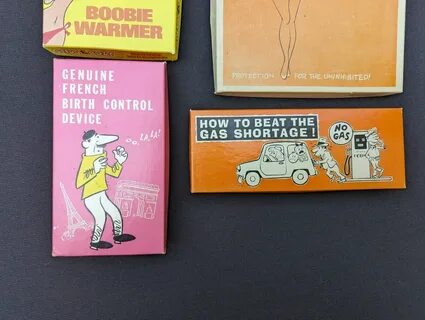 BOOBIE
WARMER
PROTECTION FOR THE UNINHIBITED!
GENUINE
FRENCH
BIRTH CONTROL
DEVICE
OO, LA, LA!
HOW TO BEAT THE
GAS SHORTAGE!
NO
GAS